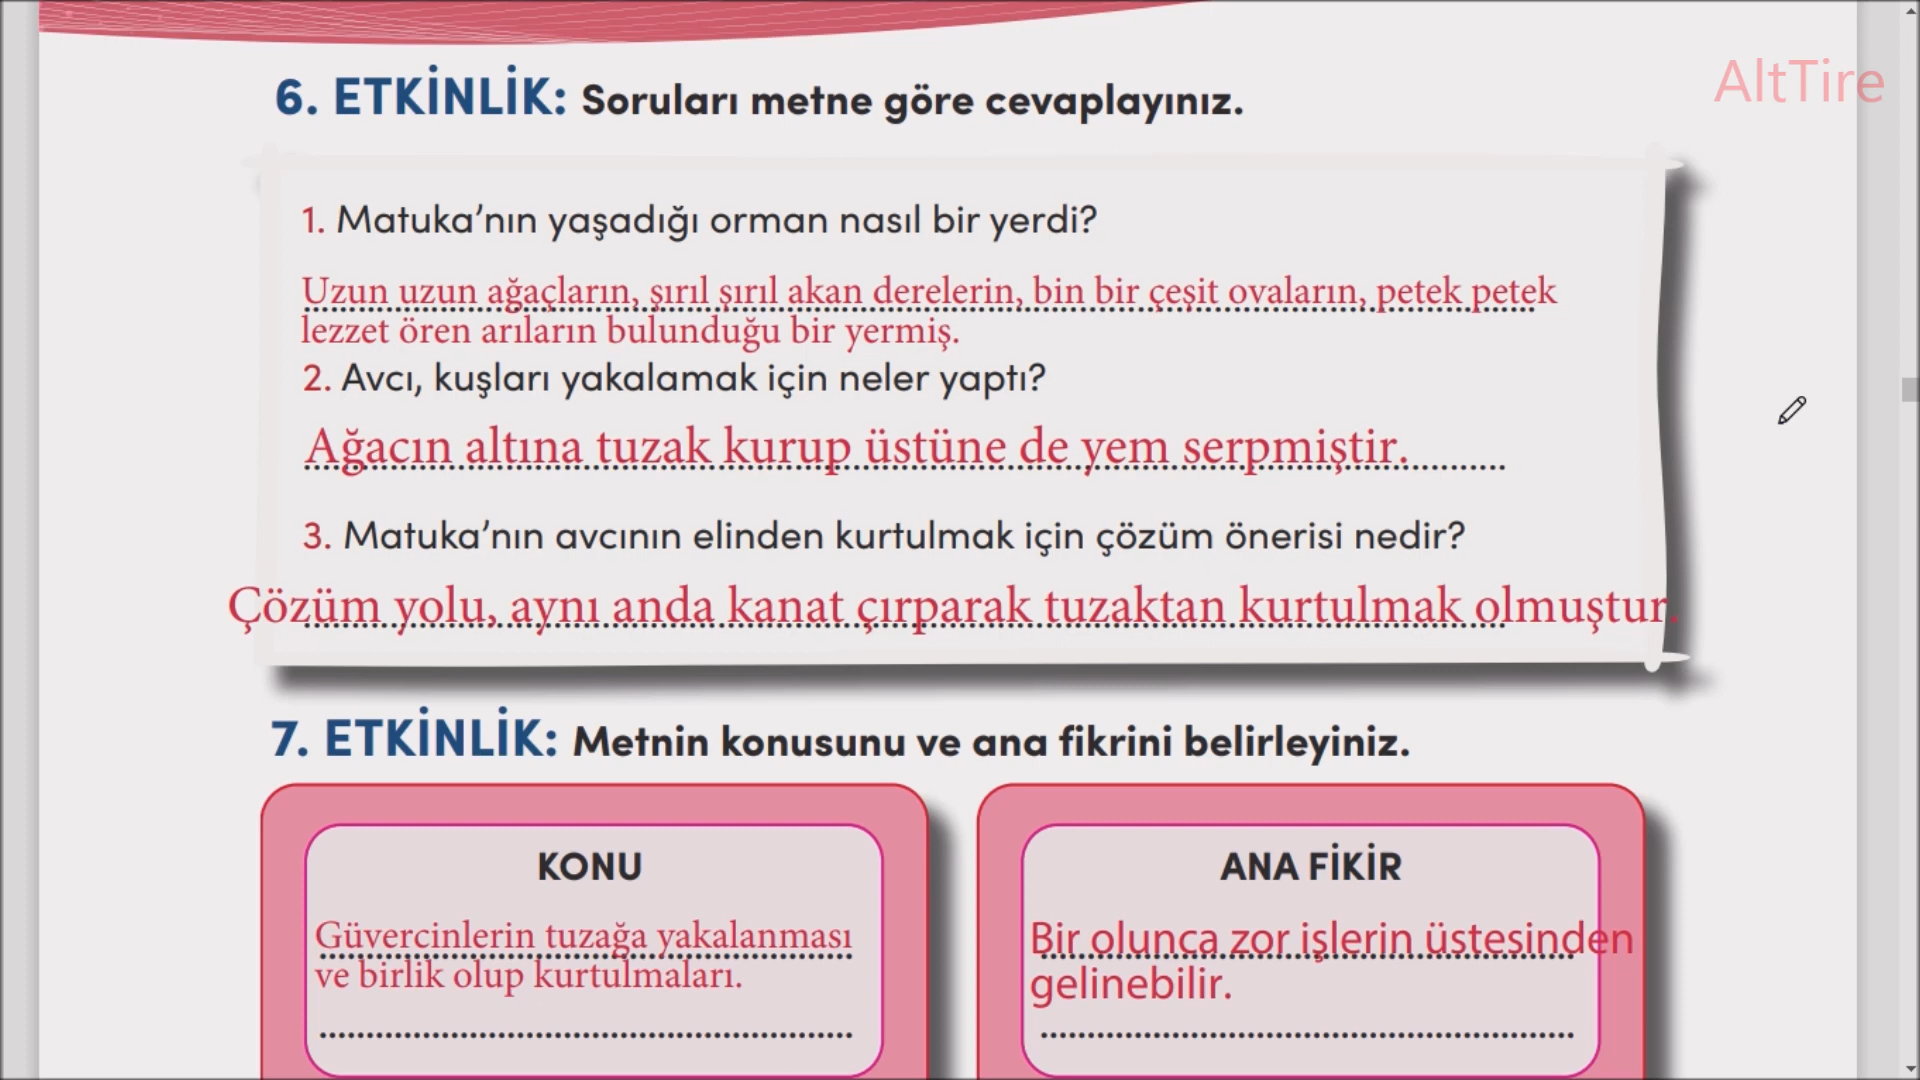 AltTire
6. ETKİNLİK: Soruları metne göre cevaplayınız.
1. Matuka’nın yaşadığı orman nasıl bir yerdi?
Uzun uzun ağaçların, şırıl şırıl akan derelerin, bin bir çeşit ovaların, petek petek
lezzet ören arıların bulunduğu bir yermiş.
2. Avcı, kuşları yakalamak için neler yaptı?
Ağacın altına tuzak kurup üstüne de yem serpmiştir.
3. Matuka’nın avcının elinden kurtulmak için çözüm önerisi nedir?
Çözüm yolu, aynı anda kanat çırparak tuzaktan kurtulmak olmuştur.
7. ETKİNLİK: Metnin konusunu ve ana fikrini belirleyiniz.
KONU
Güvercinlerin tuzağa yakalanması
ve birlik olup kurtulmaları.
ANA FİKİR
Bir olunca zor işlerin üstesinden
gelinebilir.